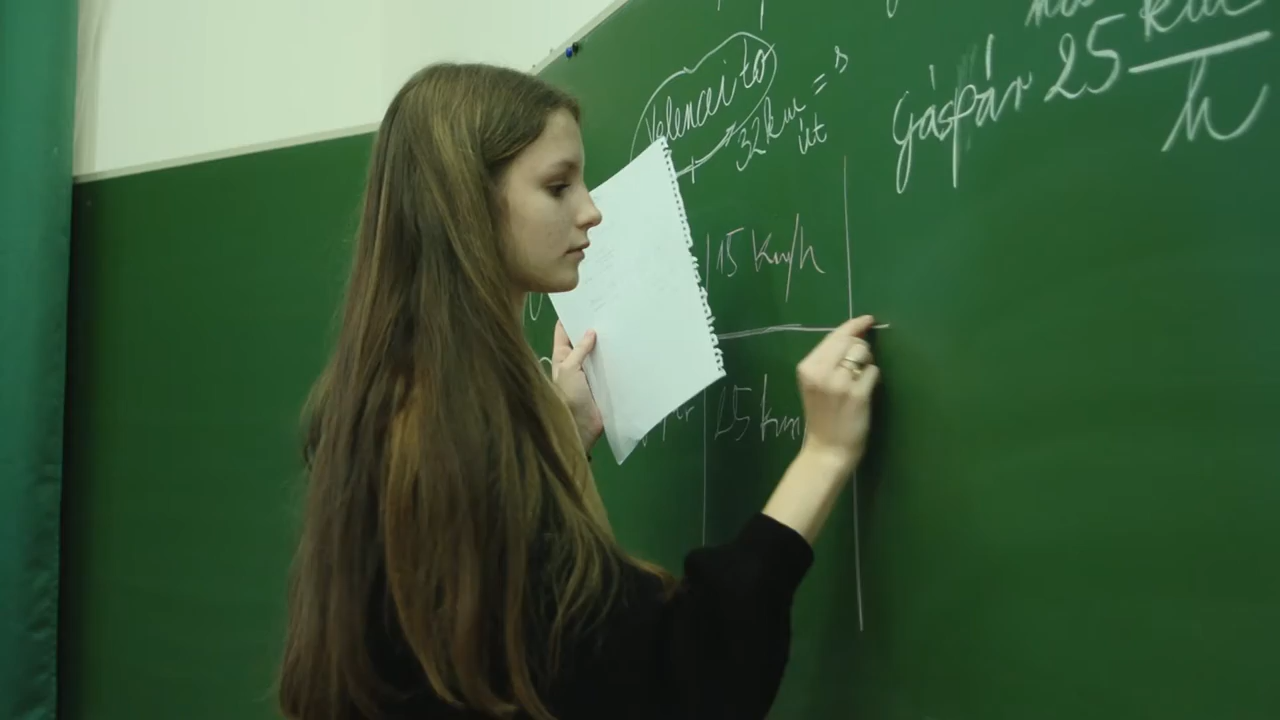 Velencei tó
32 km = s
út
Gáspár 25 km
h
15 km/h
25 km